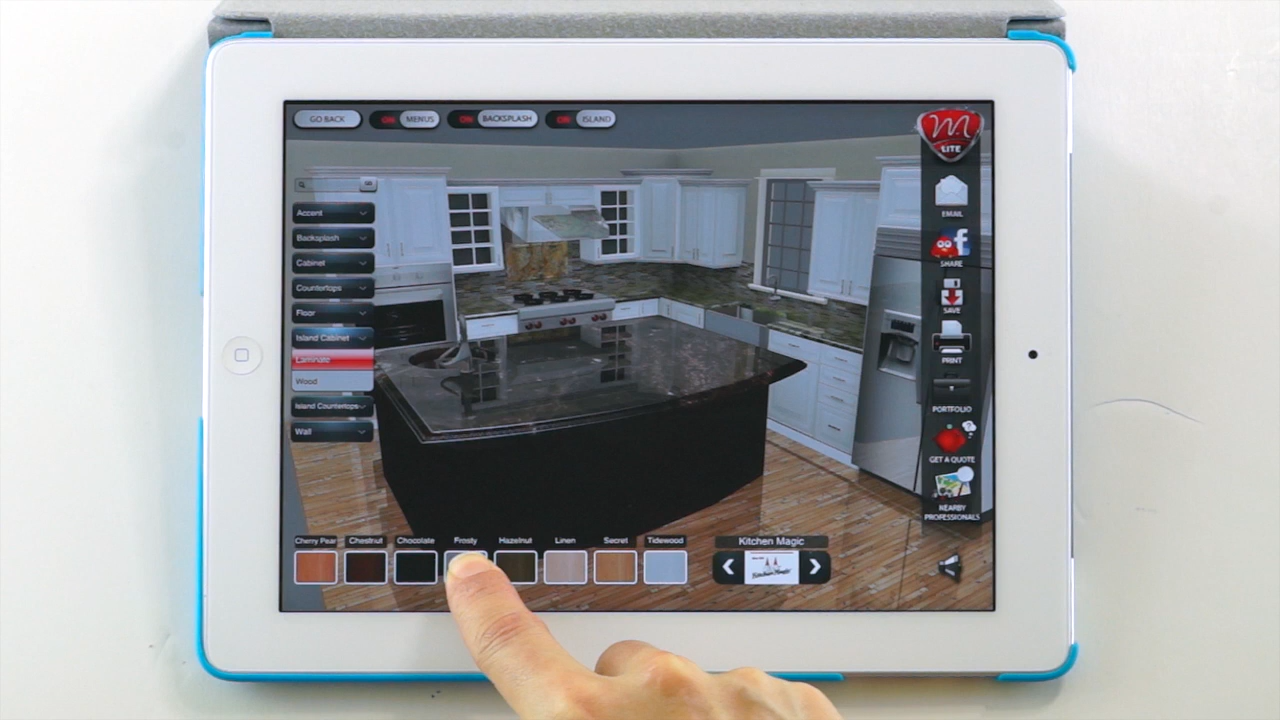 GO BACK
ON MENUS
ON BACKSPLASH
ON ISLAND
M
LITE
Accent
Backsplash
Cabinet
Countertops
Floor
Island Cabinet
Laminate
Wood
Island Countertops
Wall
EMAIL
SHARE
SAVE
PRINT
PORTFOLIO
GET A QUOTE
NEARBY
PROFESSIONALS
Cherry Pear
Chestnut
Chocolate
Frosty
Hazelnut
Linen
Secret
Tidewood
Kitchen Magic
Kitchen Magic